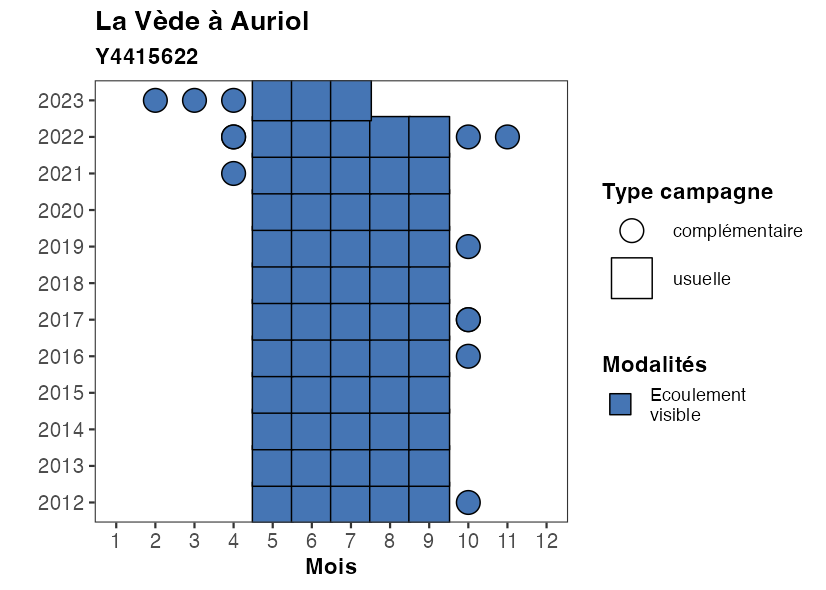 La Vède à Auriol
Y4415622
2023
2022
2021
2020
2019
2018
2017
2016
2015
2014
2013
2012
1 2 3 4 5 6 7 8 9 10 11 12
Mois
Type campagne
complémentaire
usuelle
Modalités
Ecoulement
visible